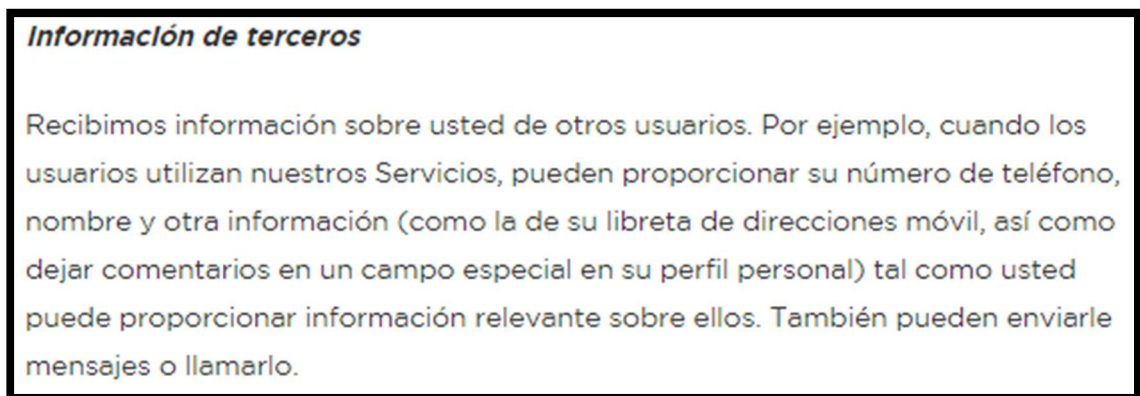 Información de terceros
Recibimos información sobre usted de otros usuarios. Por ejemplo, cuando los
usuarios utilizan nuestros Servicios, pueden proporcionar su número de teléfono,
nombre y otra información (como la de su libreta de direcciones móvil, así como
dejar comentarios en un campo especial en su perfil personal) tal como usted
puede proporcionar información relevante sobre ellos. También pueden enviarle
mensajes o llamarlo.